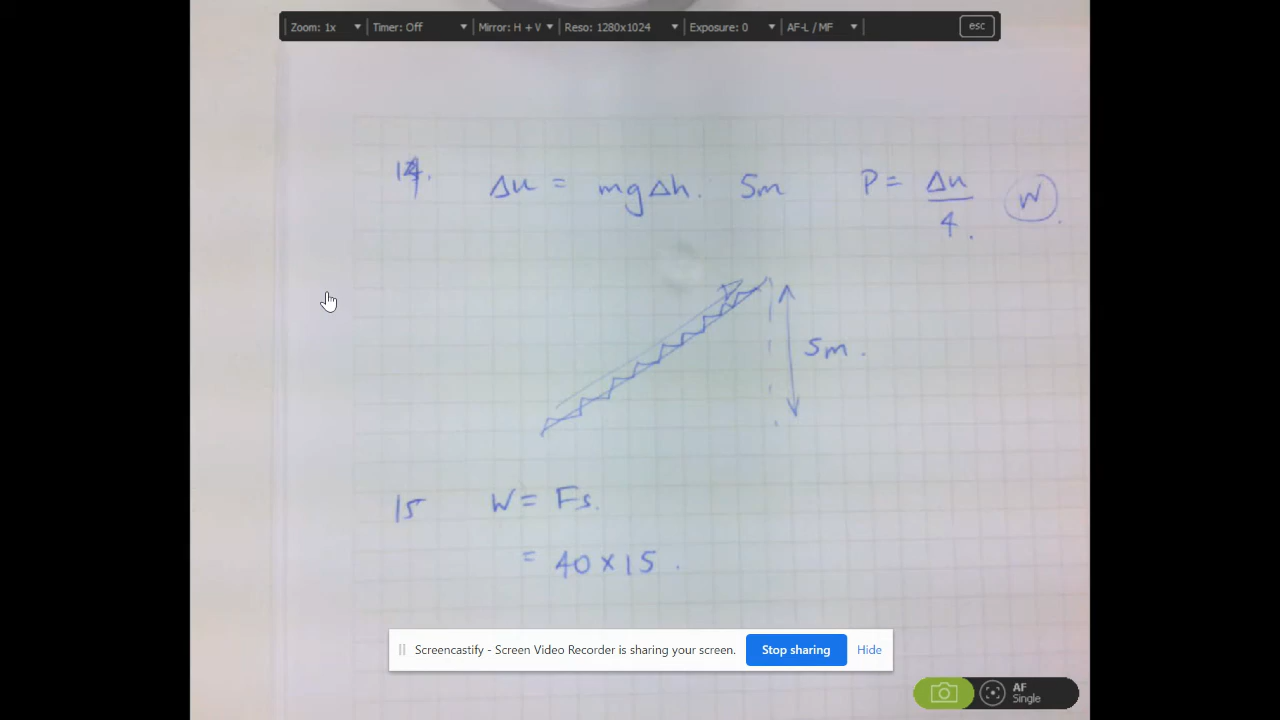 Zoom: 1x Timer: Off Mirror: H + V Reso: 1280x1024 Exposure: 0 AF-L / MF esc
14. Δu = mgΔh. 5m P = Δu / 4. W.
5m.
15 W = Fs.
= 40 × 15.
Screencastify - Screen Video Recorder is sharing your screen. Stop sharing Hide
AF
Single